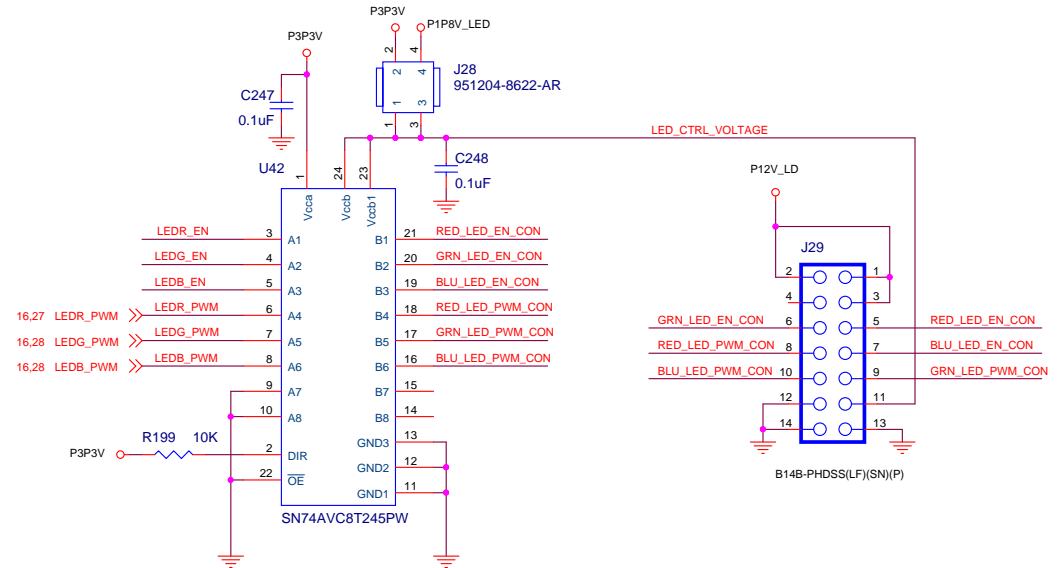 P3P3V
P1P8V_LED
P3P3V
2
4
2
4
J28
951204-8622-AR
1
3
1
3
C247
0.1uF
LED_CTRL_VOLTAGE
C248
0.1uF
U42
1
24
23
Vcca
Vccb
Vccb1
P12V_LD
J29
LEDR_EN 3 A1 B1 21 RED_LED_EN_CON
LEDG_EN 4 A2 B2 20 GRN_LED_EN_CON
LEDB_EN 5 A3 B3 19 BLU_LED_EN_CON
16,27 LEDR_PWM LEDR_PWM 6 A4 B4 18 RED_LED_PWM_CON
16,28 LEDG_PWM LEDG_PWM 7 A5 B5 17 GRN_LED_PWM_CON
16,28 LEDB_PWM LEDB_PWM 8 A6 B6 16 BLU_LED_PWM_CON
9 A7 B7 15
10 A8 B8 14
GND3 13
P3P3V R199 10K 2 DIR
GND2 12
22 OE
GND1 11
SN74AVC8T245PW
2 1
4 3
GRN_LED_EN_CON 6 5 RED_LED_EN_CON
RED_LED_PWM_CON 8 7 BLU_LED_EN_CON
BLU_LED_PWM_CON 10 9 GRN_LED_PWM_CON
12 11
14 13
B14B-PHDSS(LF)(SN)(P)